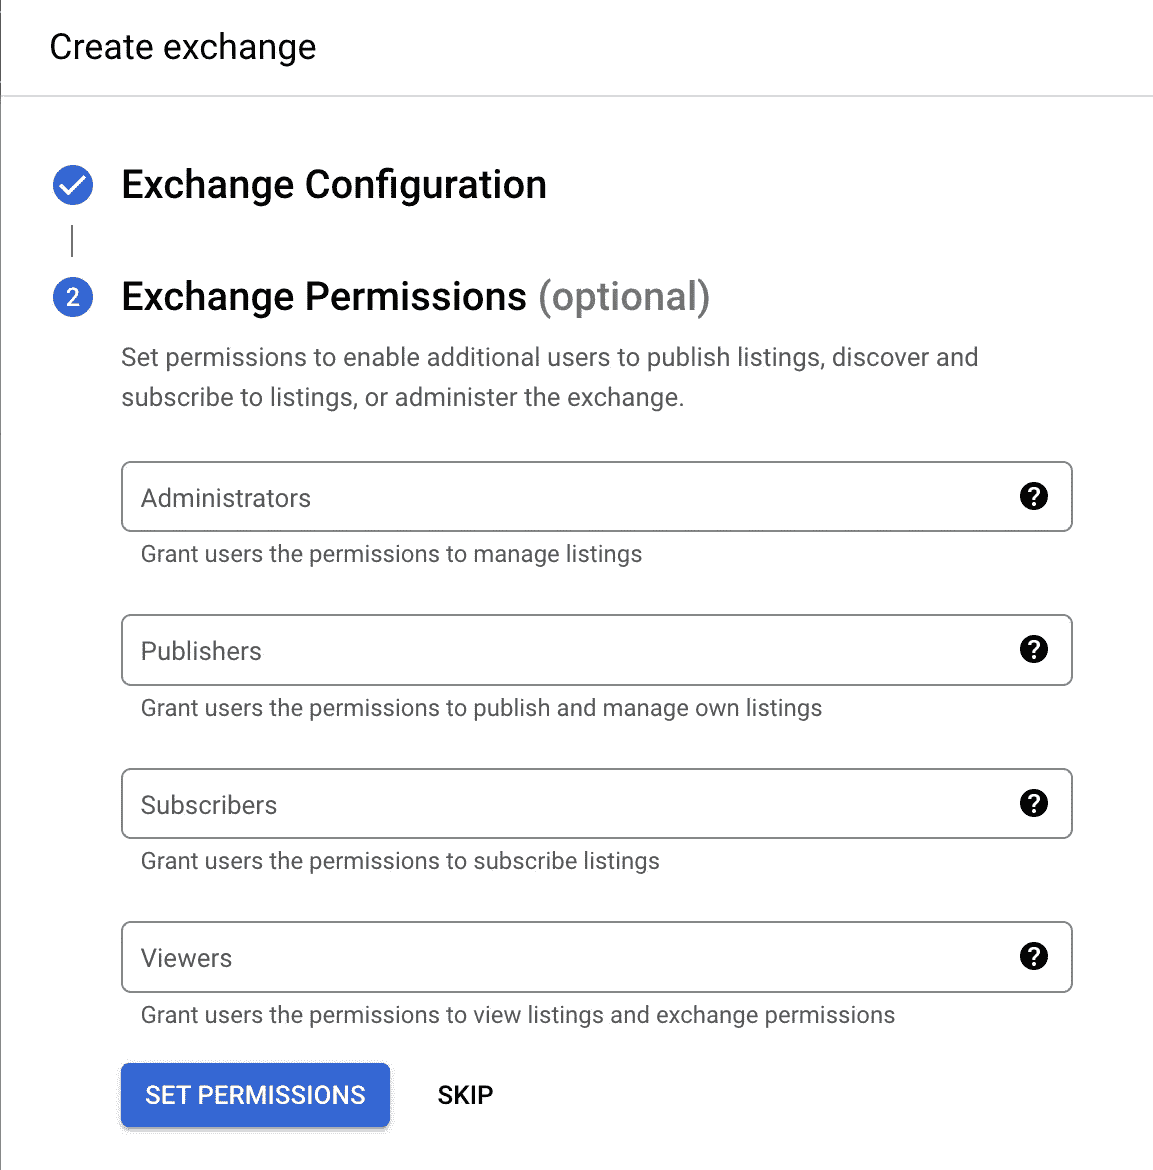 Create exchange
Exchange Configuration
2
Exchange Permissions (optional)
Set permissions to enable additional users to publish listings, discover and
subscribe to listings, or administer the exchange.
Administrators
?
Grant users the permissions to manage listings
Publishers
?
Grant users the permissions to publish and manage own listings
Subscribers
?
Grant users the permissions to subscribe listings
Viewers
?
Grant users the permissions to view listings and exchange permissions
SET PERMISSIONS
SKIP